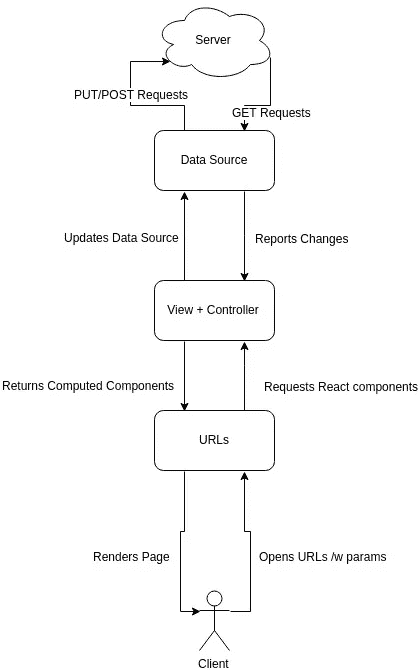 Server
PUT/POST Requests
GET Requests
Data Source
Updates Data Source
Reports Changes
View + Controller
Returns Computed Components
Requests React components
URLs
Renders Page
Opens URLs /w params
Client